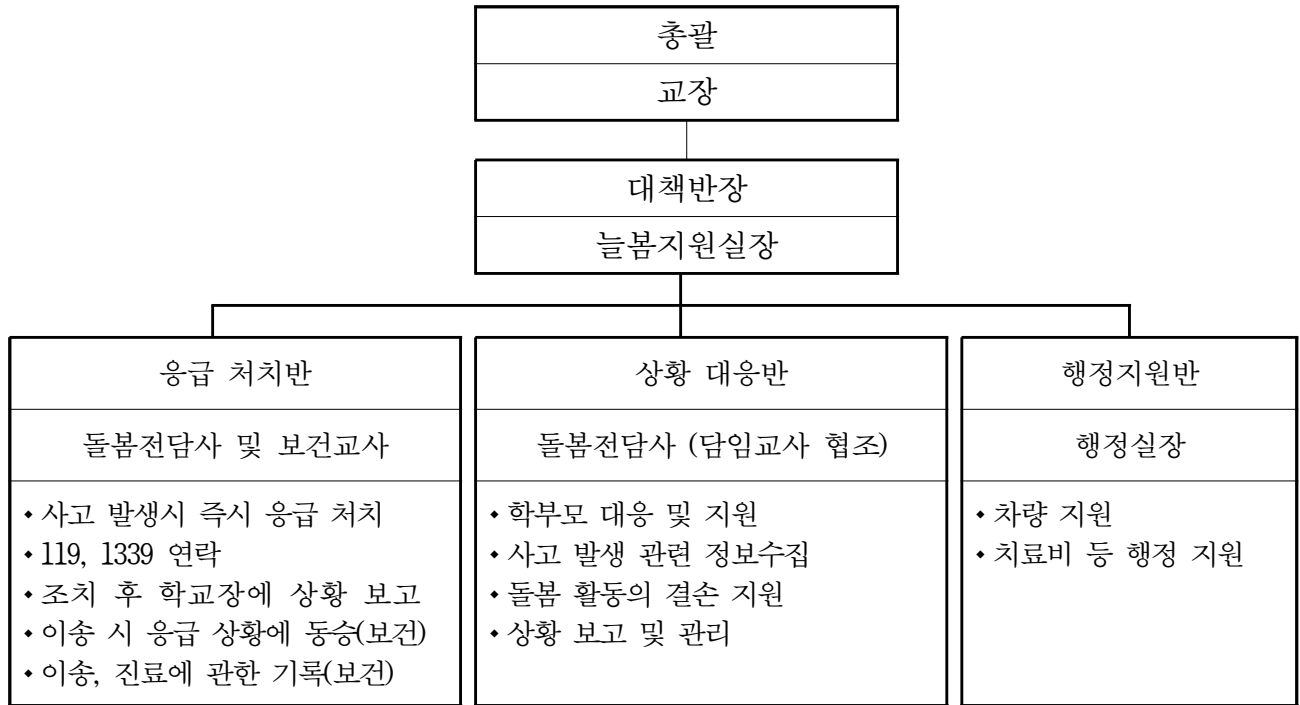 총괄
교장
대책반장
늘봄지원실장
응급 처치반
돌봄전담사 및 보건교사
⬩사고 발생시 즉시 응급 처치
⬩119, 1339 연락
⬩조치 후 학교장에 상황 보고
⬩이송 시 응급 상황에 동승(보건)
⬩이송, 진료에 관한 기록(보건)
상황 대응반
돌봄전담사 (담임교사 협조)
⬩학부모 대응 및 지원
⬩사고 발생 관련 정보수집
⬩돌봄 활동의 결손 지원
⬩상황 보고 및 관리
행정지원반
행정실장
⬩차량 지원
⬩치료비 등 행정 지원